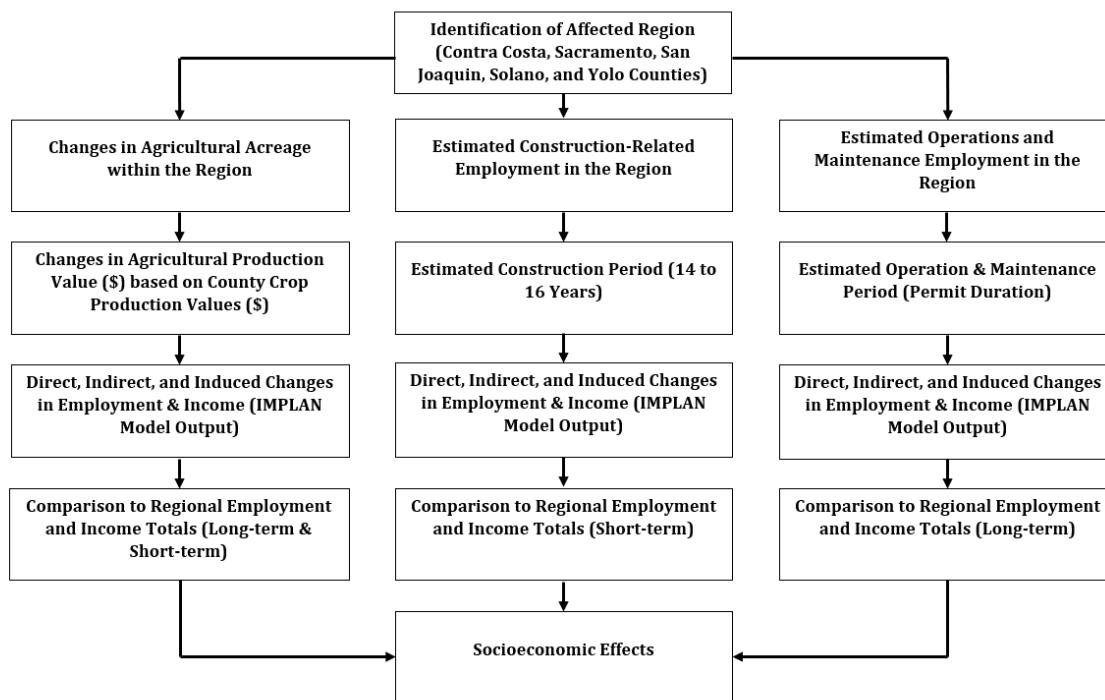 Identification of Affected Region
(Contra Costa, Sacramento, San
Joaquin, Solano, and Yolo Counties)
Changes in Agricultural Acreage
within the Region
Estimated Construction-Related
Employment in the Region
Estimated Operations and
Maintenance Employment in the
Region
Changes in Agricultural Production
Value ($) based on County Crop
Production Values ($)
Estimated Construction Period (14 to
16 Years)
Estimated Operation & Maintenance
Period (Permit Duration)
Direct, Indirect, and Induced Changes
in Employment & Income (IMPLAN
Model Output)
Direct, Indirect, and Induced Changes
in Employment & Income (IMPLAN
Model Output)
Direct, Indirect, and Induced Changes
in Employment & Income (IMPLAN
Model Output)
Comparison to Regional Employment
and Income Totals (Long-term &
Short-term)
Comparison to Regional Employment
and Income Totals (Short-term)
Comparison to Regional Employment
and Income Totals (Long-term)
Socioeconomic Effects